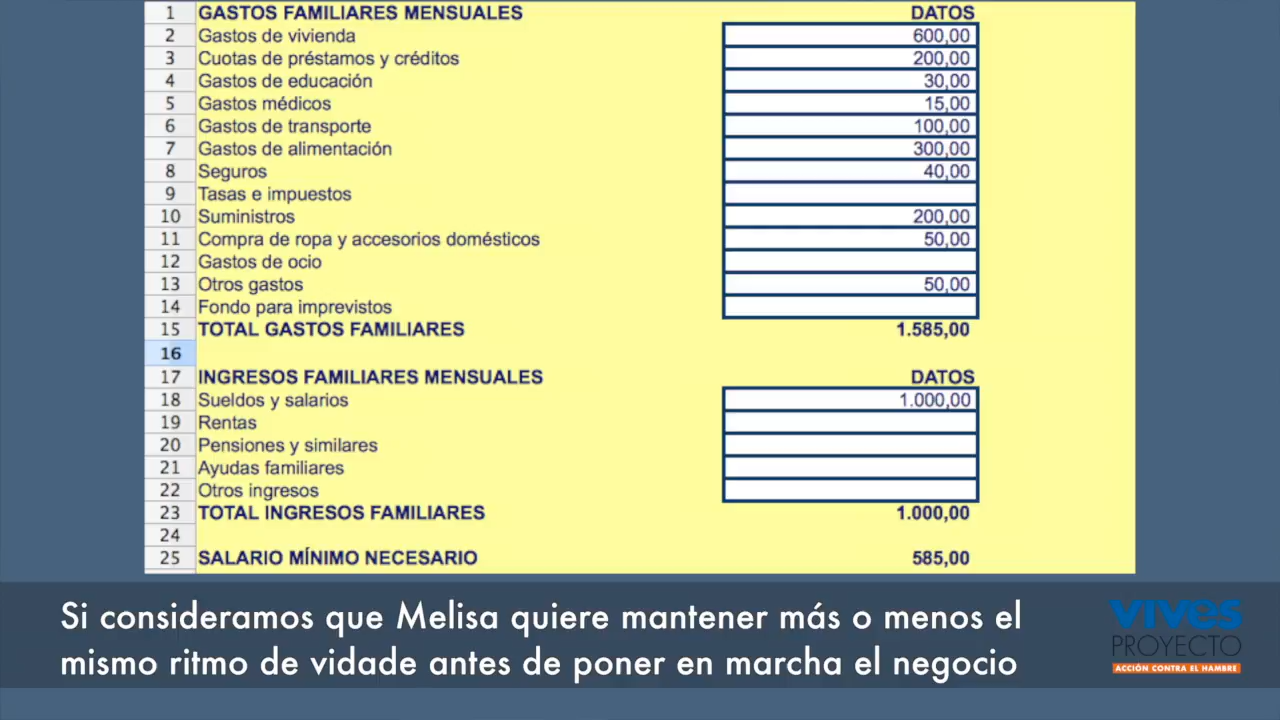 1 GASTOS FAMILIARES MENSUALES DATOS
2 Gastos de vivienda 600,00
3 Cuotas de préstamos y créditos 200,00
4 Gastos de educación 30,00
5 Gastos médicos 15,00
6 Gastos de transporte 100,00
7 Gastos de alimentación 300,00
8 Seguros 40,00
9 Tasas e impuestos
10 Suministros 200,00
11 Compra de ropa y accesorios domésticos 50,00
12 Gastos de ocio
13 Otros gastos 50,00
14 Fondo para imprevistos
15 TOTAL GASTOS FAMILIARES 1.585,00
16
17 INGRESOS FAMILIARES MENSUALES DATOS
18 Sueldos y salarios 1.000,00
19 Rentas
20 Pensiones y similares
21 Ayudas familiares
22 Otros ingresos
23 TOTAL INGRESOS FAMILIARES 1.000,00
24
25 SALARIO MÍNIMO NECESARIO 585,00
Si consideramos que Melisa quiere mantener más o menos el
mismo ritmo de vidade antes de poner en marcha el negocio
vives
PROYECTO
ACCIÓN CONTRA EL HAMBRE